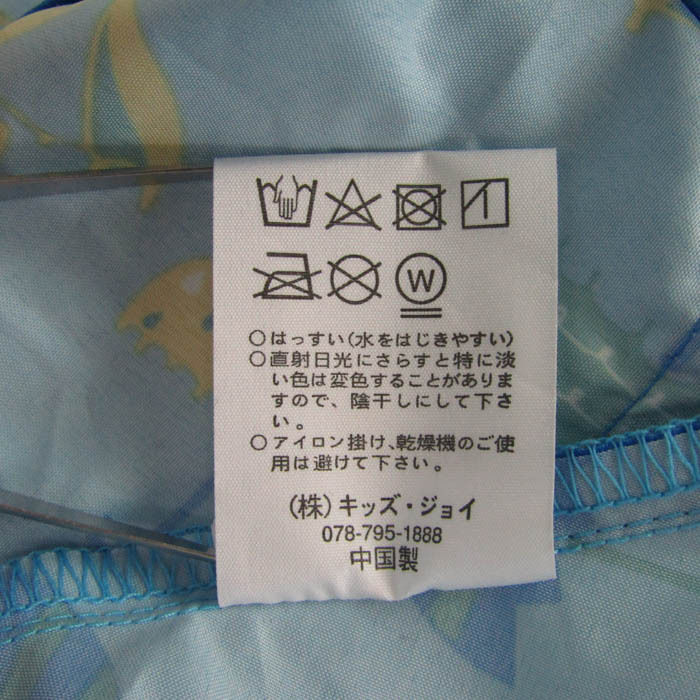 W
○はっすい(水をはじきやすい)
○直射日光にさらすと特に淡
い色は変色することがありま
すので、陰干しにして下さ
い。
○アイロン掛け、乾燥機のご使
用は避けて下さい。
(株)キッズ・ジョイ
078-795-1888
中国製